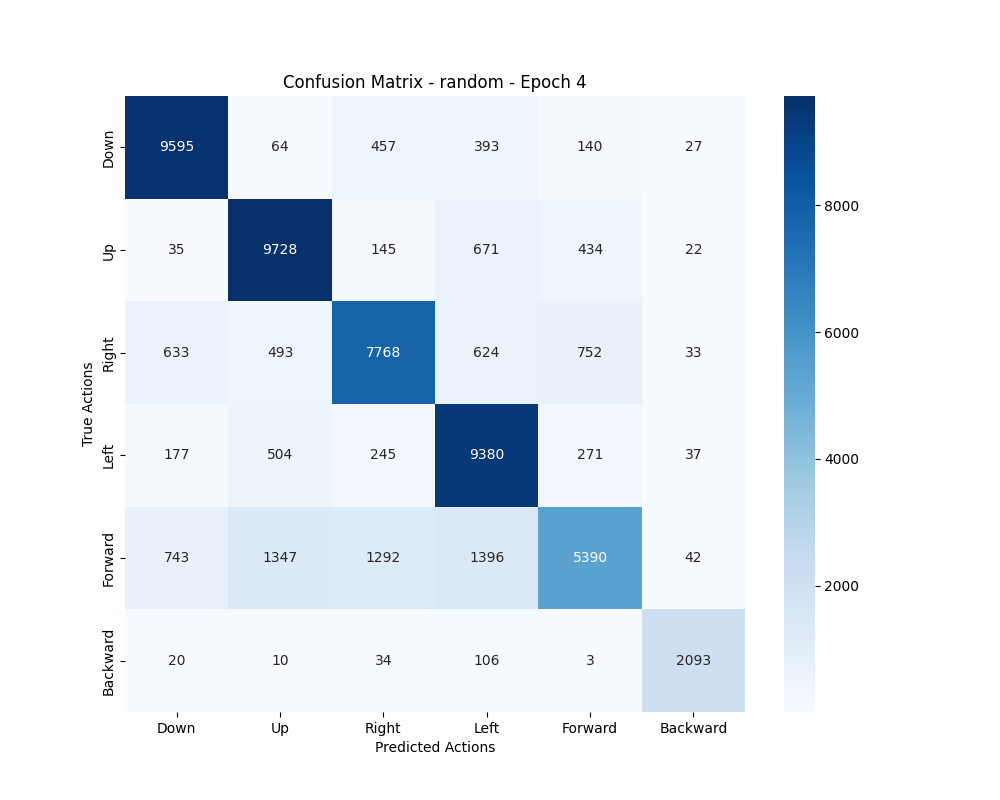 Confusion Matrix - random - Epoch 4
True Actions
Down 9595 64 457 393 140 27
Up 35 9728 145 671 434 22
Right 633 493 7768 624 752 33
Left 177 504 245 9380 271 37
Forward 743 1347 1292 1396 5390 42
Backward 20 10 34 106 3 2093
Down Up Right Left Forward Backward
Predicted Actions
8000
6000
4000
2000